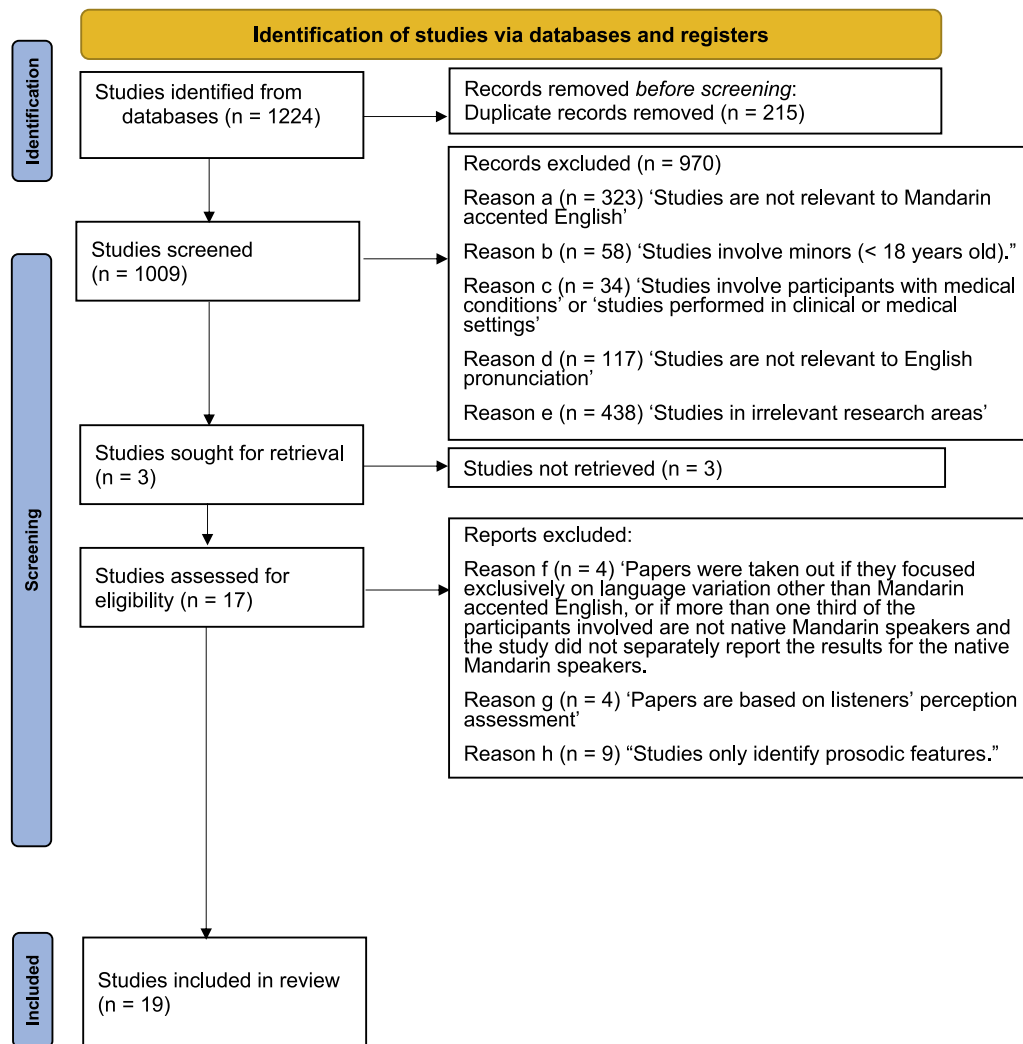 Identification of studies via databases and registers
Identification
Studies identified from
databases (n = 1224)
Records removed before screening:
Duplicate records removed (n = 215)
Screening
Studies screened
(n = 1009)
Records excluded (n = 970)
Reason a (n = 323) ‘Studies are not relevant to Mandarin
accented English’
Reason b (n = 58) ‘Studies involve minors (< 18 years old).”
Reason c (n = 34) ‘Studies involve participants with medical
conditions’ or ‘studies performed in clinical or medical
settings’
Reason d (n = 117) ‘Studies are not relevant to English
pronunciation’
Reason e (n = 438) ‘Studies in irrelevant research areas’
Studies sought for retrieval
(n = 3)
Studies not retrieved (n = 3)
Studies assessed for
eligibility (n = 17)
Reports excluded:
Reason f (n = 4) ‘Papers were taken out if they focused
exclusively on language variation other than Mandarin
accented English, or if more than one third of the
participants involved are not native Mandarin speakers and
the study did not separately report the results for the native
Mandarin speakers.
Reason g (n = 4) ‘Papers are based on listeners’ perception
assessment’
Reason h (n = 9) “Studies only identify prosodic features.”
Included
Studies included in review
(n = 19)